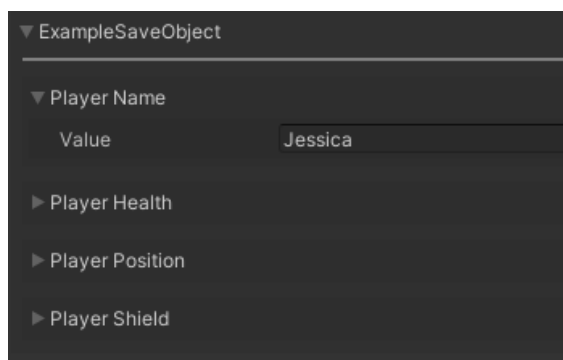 ExampleSaveObject
Player Name
Value Jessica
Player Health
Player Position
Player Shield